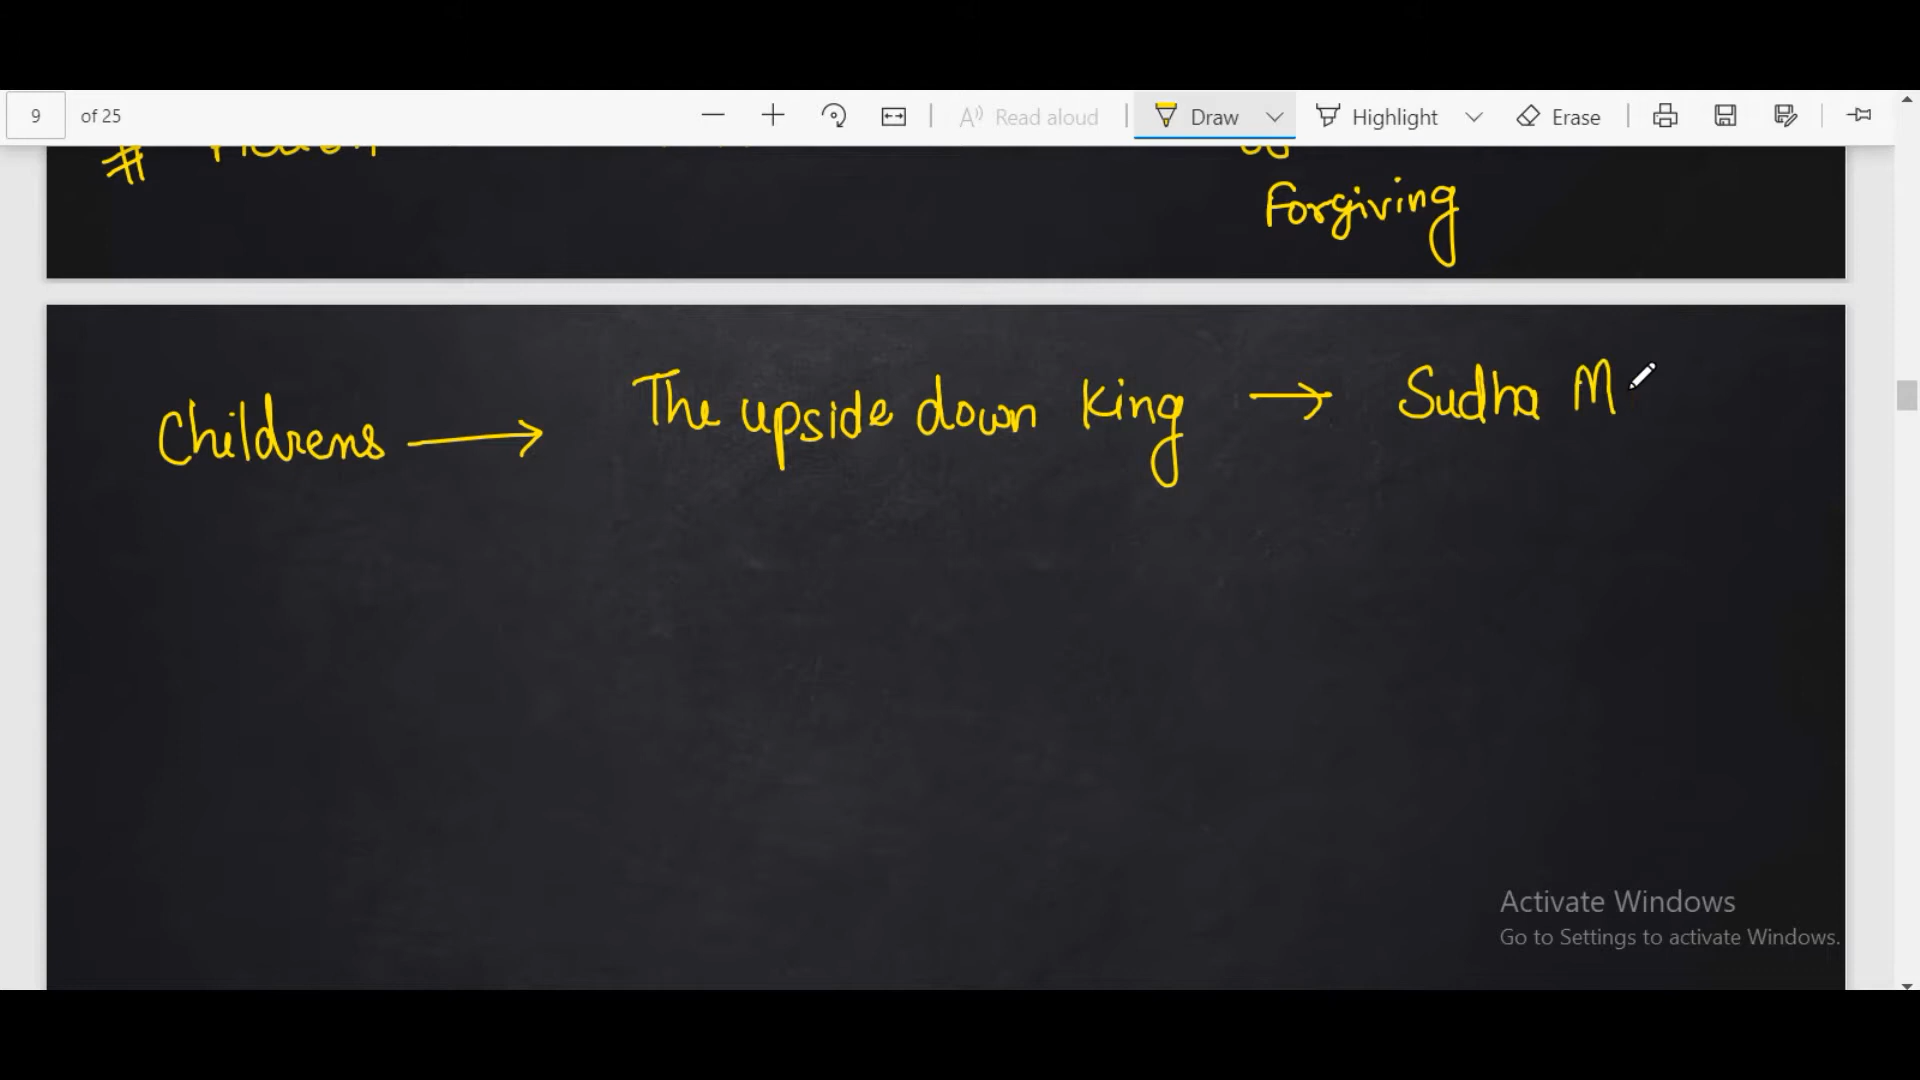 9 of 25 Read aloud Draw Highlight Erase
#
Forgiving
Childrens → The upside down King → Sudha M
Activate Windows
Go to Settings to activate Windows.